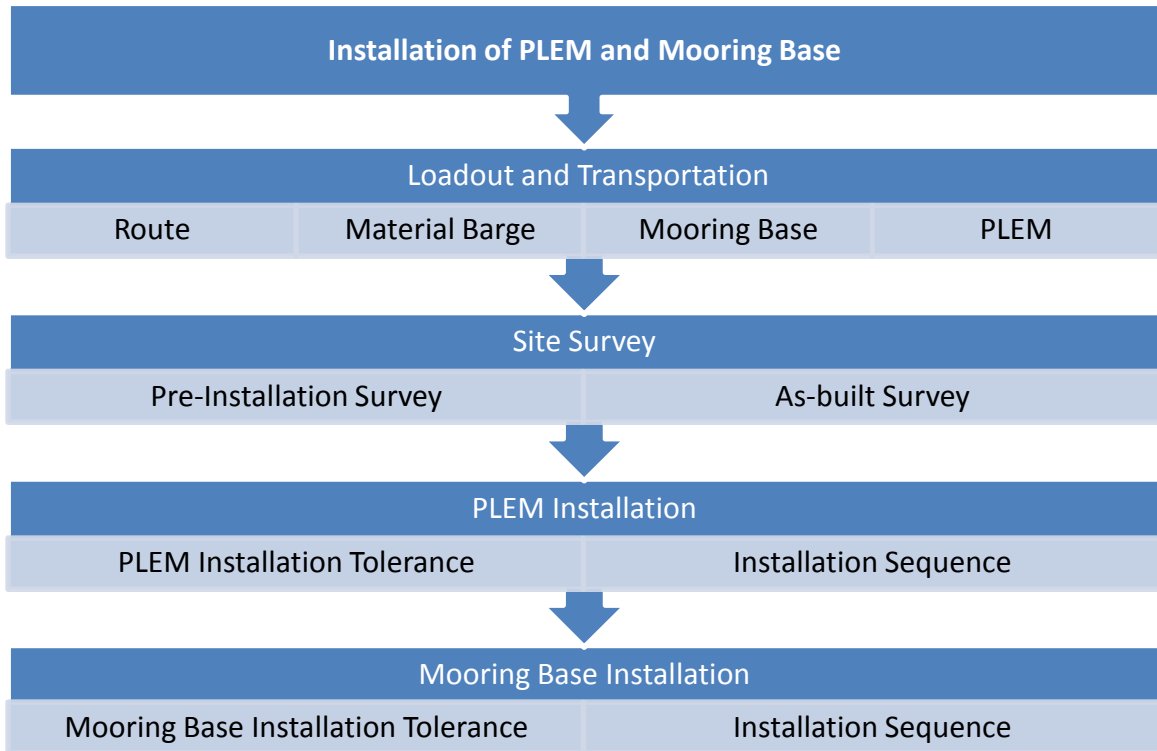 Installation of PLEM and Mooring Base
Loadout and Transportation
Route Material Barge Mooring Base PLEM
Site Survey
Pre-Installation Survey As-built Survey
PLEM Installation
PLEM Installation Tolerance Installation Sequence
Mooring Base Installation
Mooring Base Installation Tolerance Installation Sequence